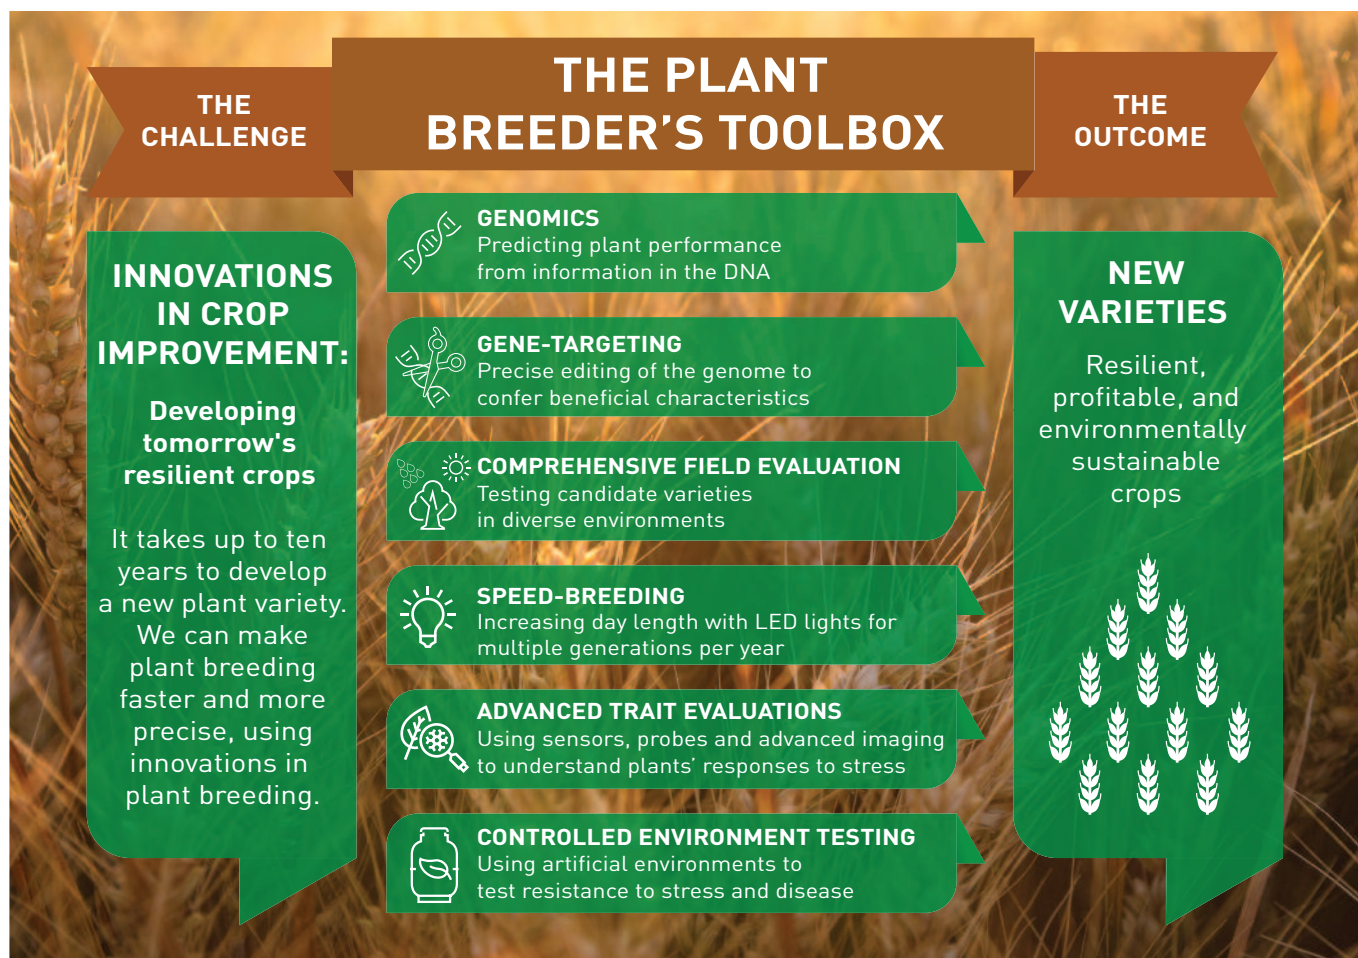 THE
CHALLENGE
THE PLANT
BREEDER'S TOOLBOX
THE
OUTCOME
INNOVATIONS
IN CROP
IMPROVEMENT:
Developing
tomorrow's
resilient crops
It takes up to ten
years to develop
a new plant variety.
We can make
plant breeding
faster and more
precise, using
innovations in
plant breeding.
GENOMICS
Predicting plant performance
from information in the DNA
GENE-TARGETING
Precise editing of the genome to
confer beneficial characteristics
COMPREHENSIVE FIELD EVALUATION
Testing candidate varieties
in diverse environments
SPEED-BREEDING
Increasing day length with LED lights for
multiple generations per year
ADVANCED TRAIT EVALUATIONS
Using sensors, probes and advanced imaging
to understand plants' responses to stress
CONTROLLED ENVIRONMENT TESTING
Using artificial environments to
test resistance to stress and disease
NEW
VARIETIES
Resilient,
profitable, and
environmentally
sustainable
crops